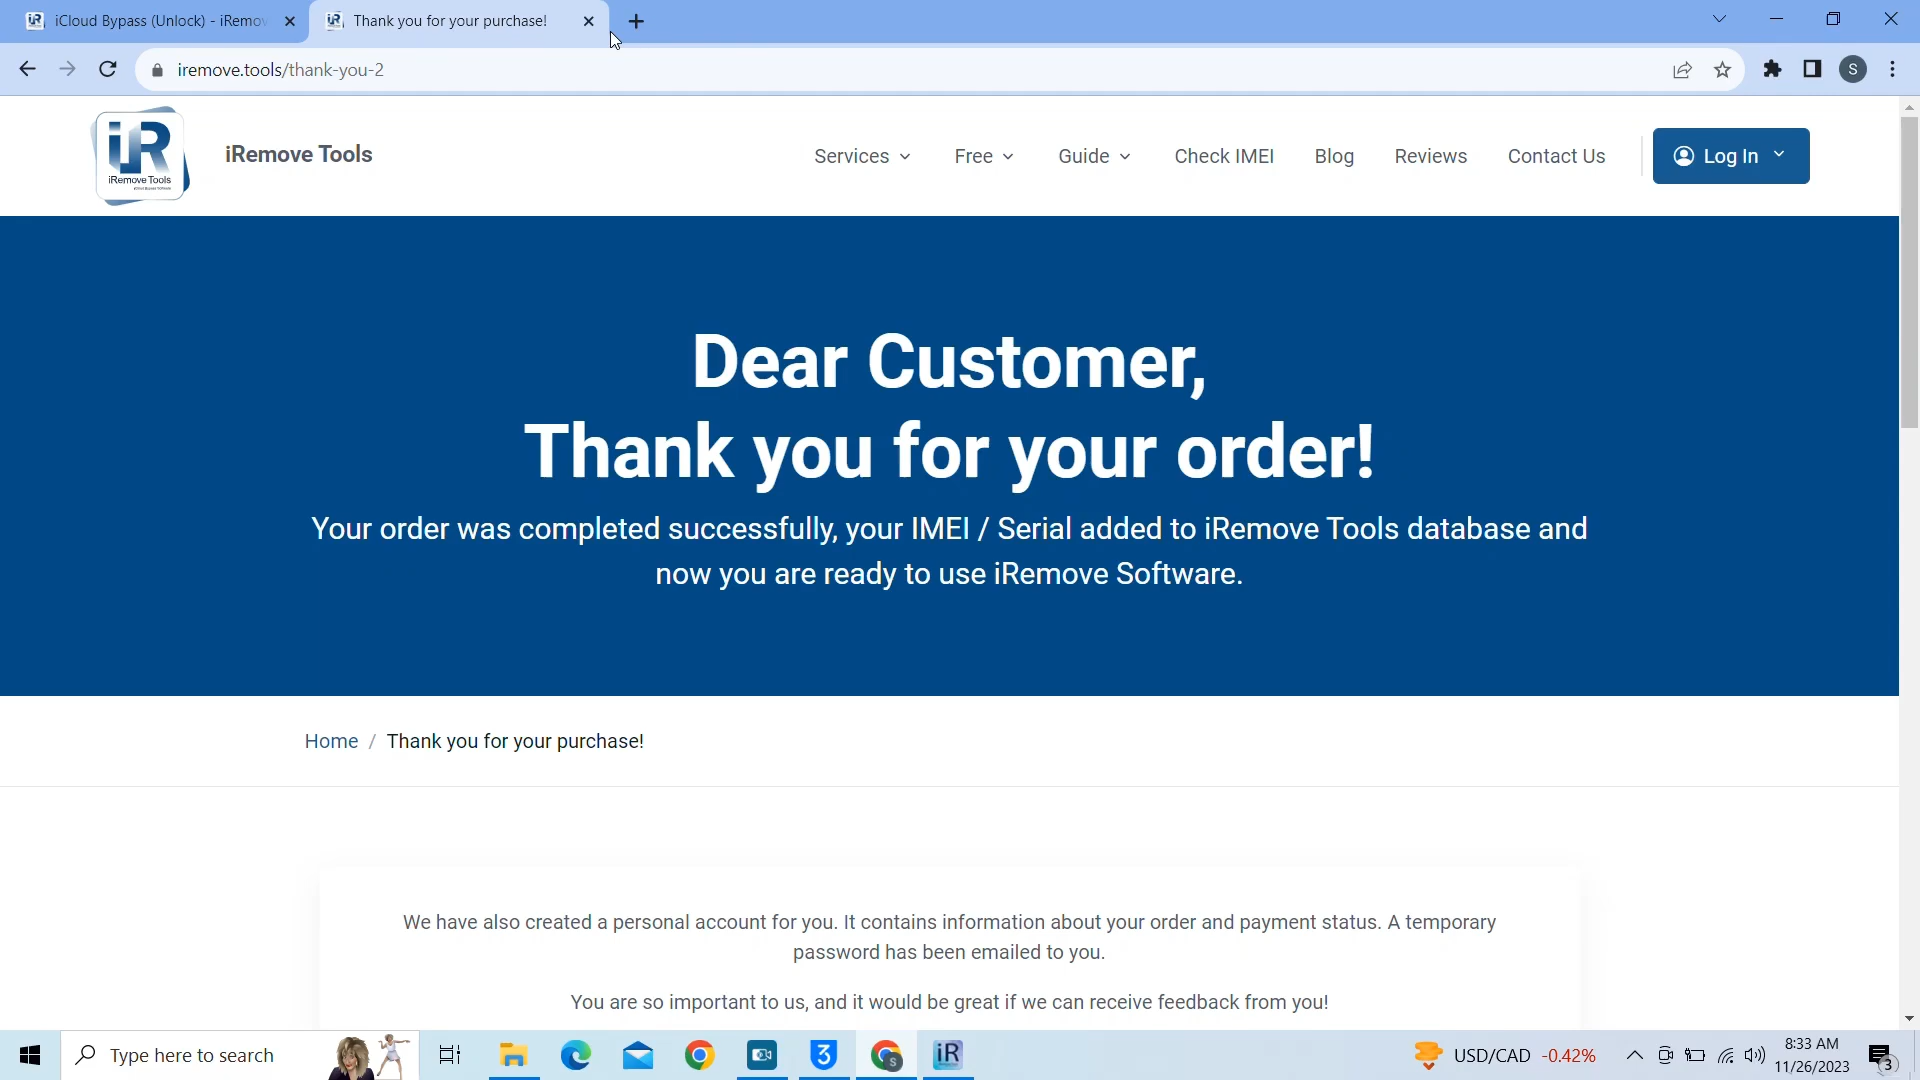 iCloud Bypass (Unlock) - iRemov
Thank you for your purchase!
iremove.tools/thank-you-2
S
iR
iRemove Tools
iRemove Tools
Services
Free
Guide
Check IMEI
Blog
Reviews
Contact Us
Log In
Dear Customer,
Thank you for your order!
Your order was completed successfully, your IMEI / Serial added to iRemove Tools database and
now you are ready to use iRemove Software.
Home / Thank you for your purchase!
We have also created a personal account for you. It contains information about your order and payment status. A temporary
password has been emailed to you.
You are so important to us, and it would be great if we can receive feedback from you!
Type here to search
3
S
iR
USD/CAD -0.42%
8:33 AM
11/26/2023
3